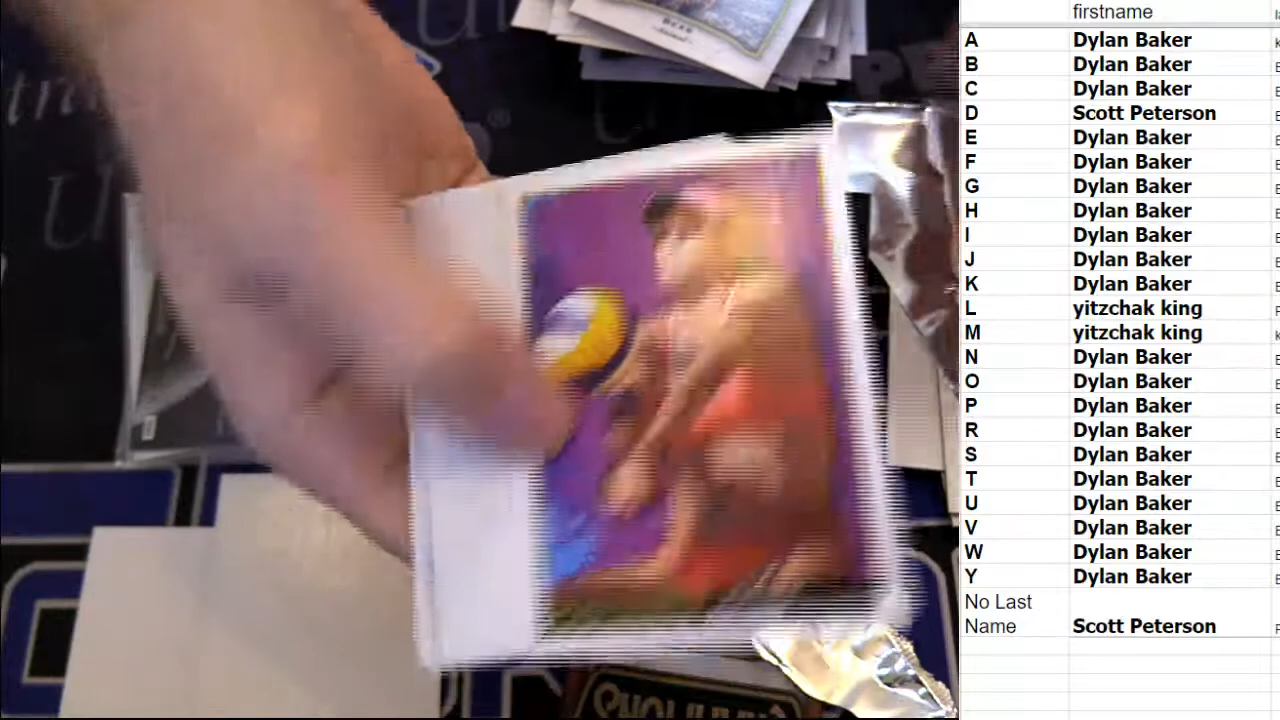 firstname
A Dylan Baker
B Dylan Baker
C Dylan Baker
D Scott Peterson
E Dylan Baker
F Dylan Baker
G Dylan Baker
H Dylan Baker
I Dylan Baker
J Dylan Baker
K Dylan Baker
L yitzchak king
M yitzchak king
N Dylan Baker
O Dylan Baker
P Dylan Baker
R Dylan Baker
S Dylan Baker
T Dylan Baker
U Dylan Baker
V Dylan Baker
W Dylan Baker
Y Dylan Baker
No Last
Name Scott Peterson